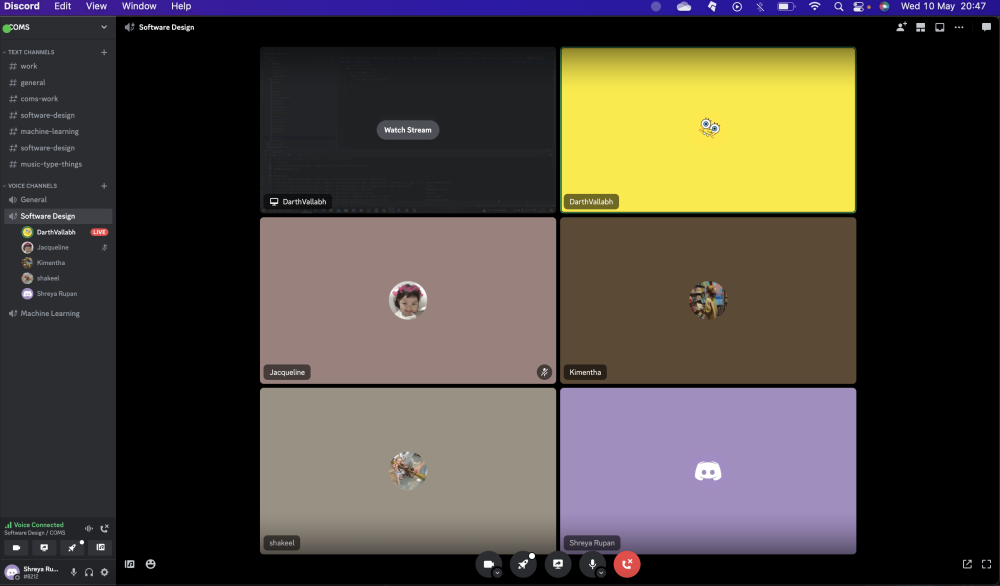 Discord Edit View Window Help Wed 10 May 20:47
COMS
Software Design
TEXT CHANNELS
work
general
coms-work
software-design
machine-learning
software-design
music-type-things
VOICE CHANNELS
General
Software Design
DarthVallabh LIVE
Jacqueline
Kimentha
shakeel
Shreya Rupan
Machine Learning
Voice Connected
Software Design / COMS
Shreya Ru...
#8212
Watch Stream
DarthVallabh
DarthVallabh
Jacqueline
Kimentha
shakeel
Shreya Rupan